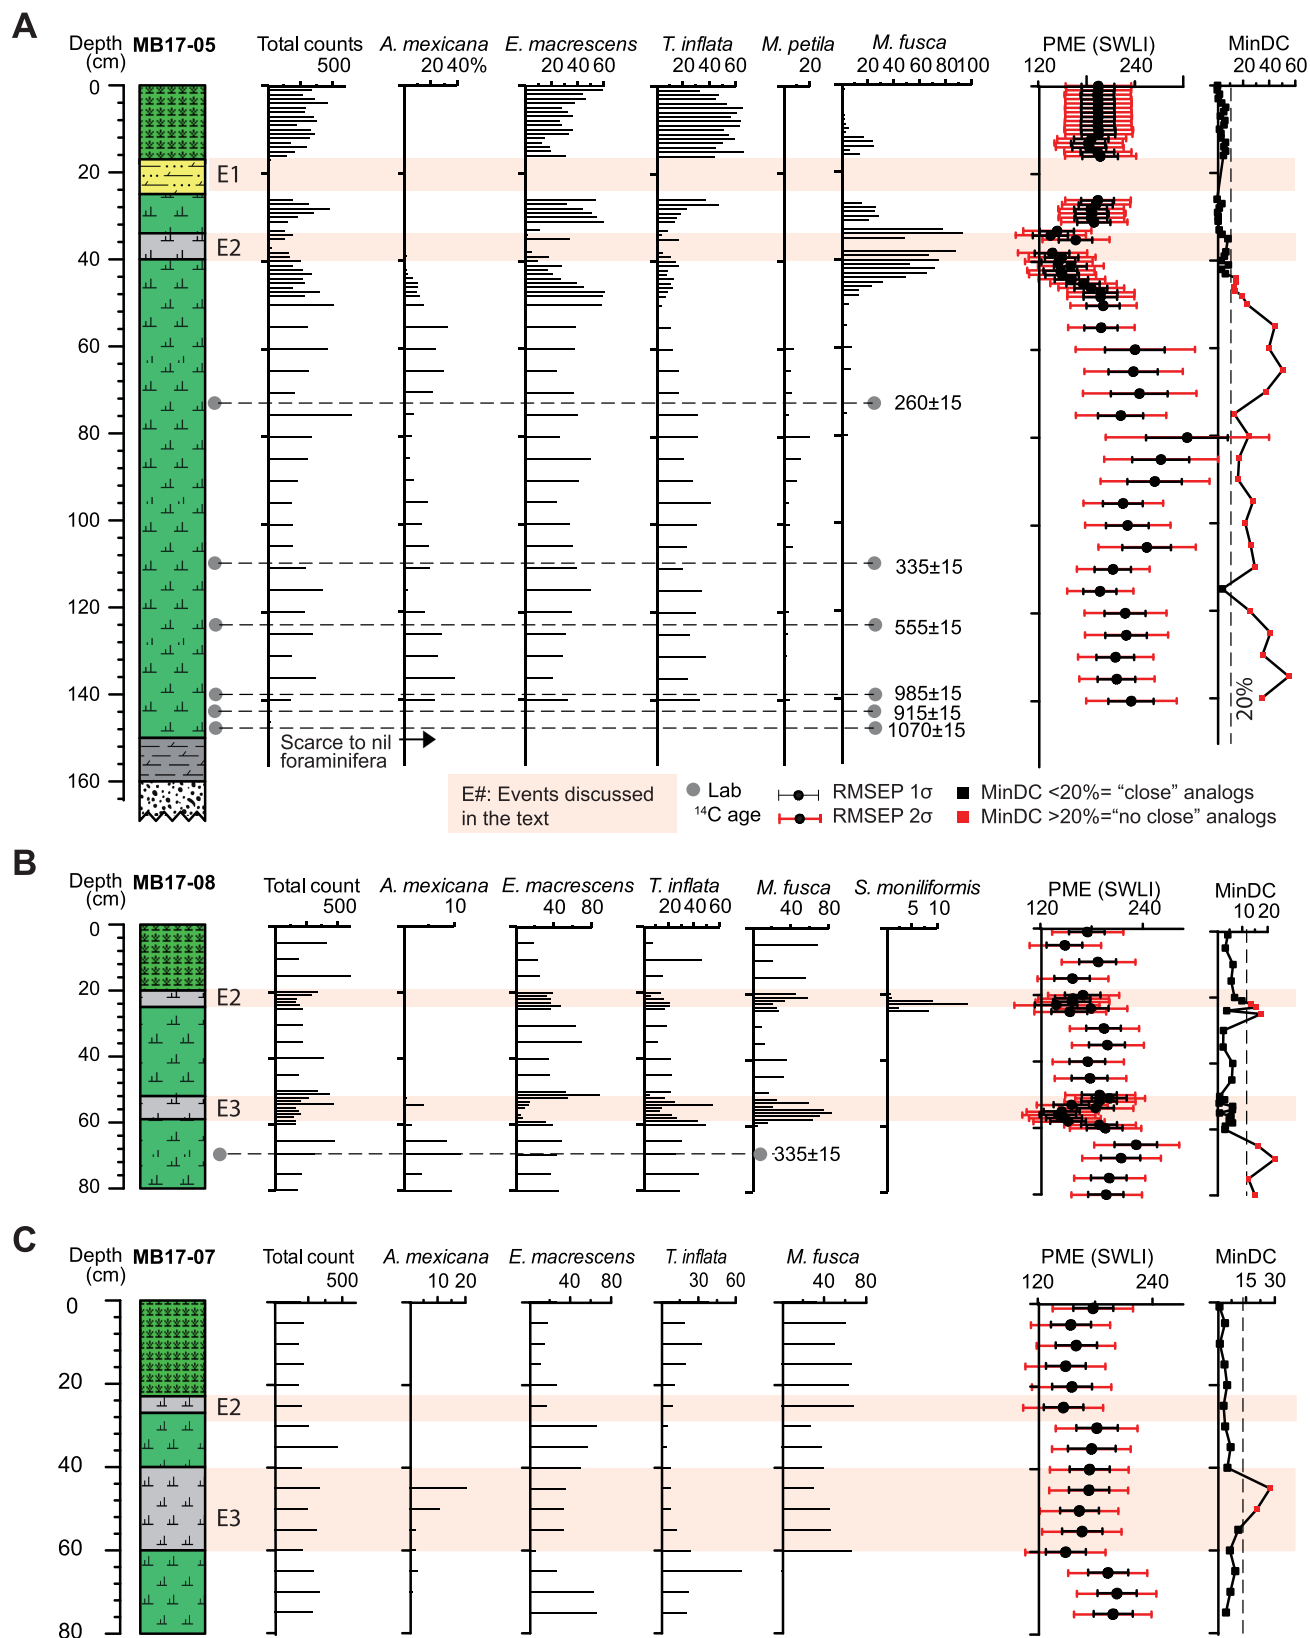 A
Depth (cm) MB17-05 Total counts A. mexicana E. macrescens T. inflata M. petila M. fusca PME (SWLI) MinDC
500 20 40% 20 40 60 20 40 60 20 20 40 60 80 100 120 240 20 40 60
0
20
40
60
80
100
120
140
160
E1
E2
260±15
335±15
555±15
985±15
915±15
1070±15
20%
Scarce to nil
foraminifera
E#: Events discussed
in the text
Lab
14C age
RMSEP 1σ
RMSEP 2σ
MinDC <20%= “close” analogs
MinDC >20%=“no close” analogs
B
Depth (cm) MB17-08 Total count A. mexicana E. macrescens T. inflata M. fusca S. moniliformis PME (SWLI) MinDC
500 10 40 80 20 40 60 40 80 5 10 120 240 10 20
0
20
40
60
80
E2
E3
335±15
C
Depth (cm) MB17-07 Total count A. mexicana E. macrescens T. inflata M. fusca PME (SWLI) MinDC
500 10 20 40 80 30 60 40 80 120 240 15 30
0
20
40
60
80
E2
E3